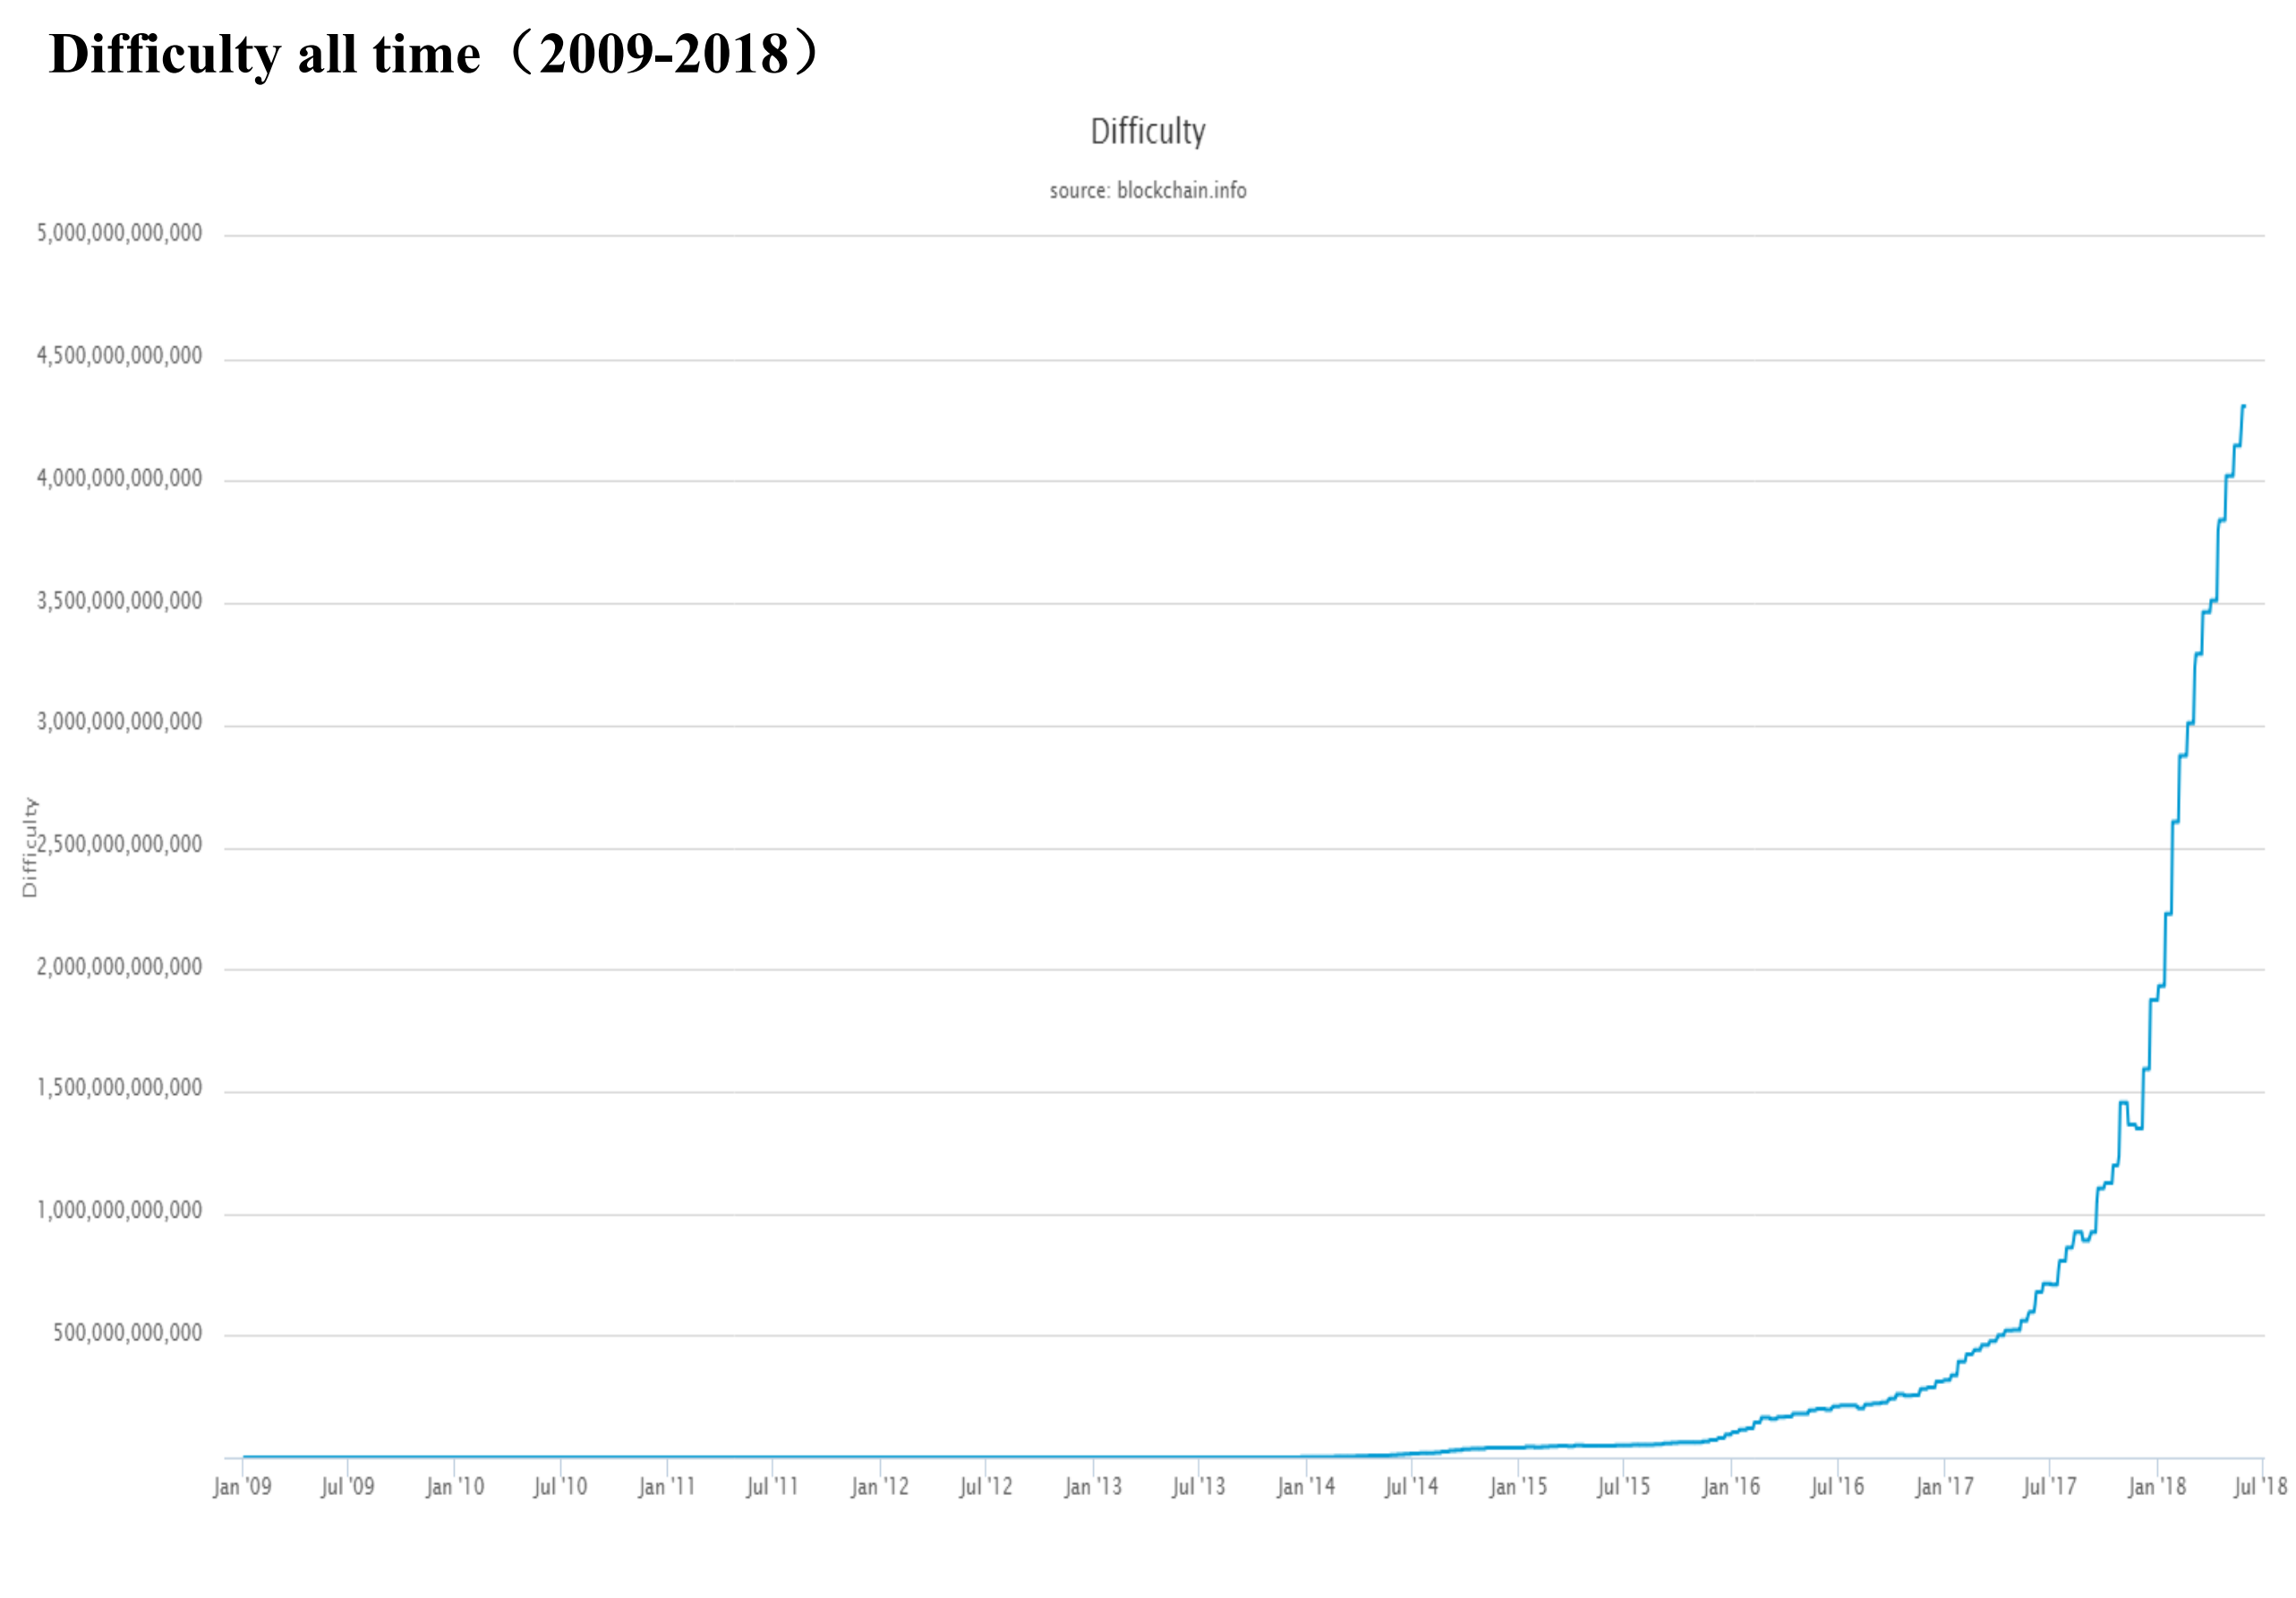 Difficulty all time（2009-2018）
Difficulty
source: blockchain.info
5,000,000,000,000
4,500,000,000,000
4,000,000,000,000
3,500,000,000,000
3,000,000,000,000
2,500,000,000,000
2,000,000,000,000
1,500,000,000,000
1,000,000,000,000
500,000,000,000
Difficulty
Jan '09 Jul '09 Jan '10 Jul '10 Jan '11 Jul '11 Jan '12 Jul '12 Jan '13 Jul '13 Jan '14 Jul '14 Jan '15 Jul '15 Jan '16 Jul '16 Jan '17 Jul '17 Jan '18 Jul '18